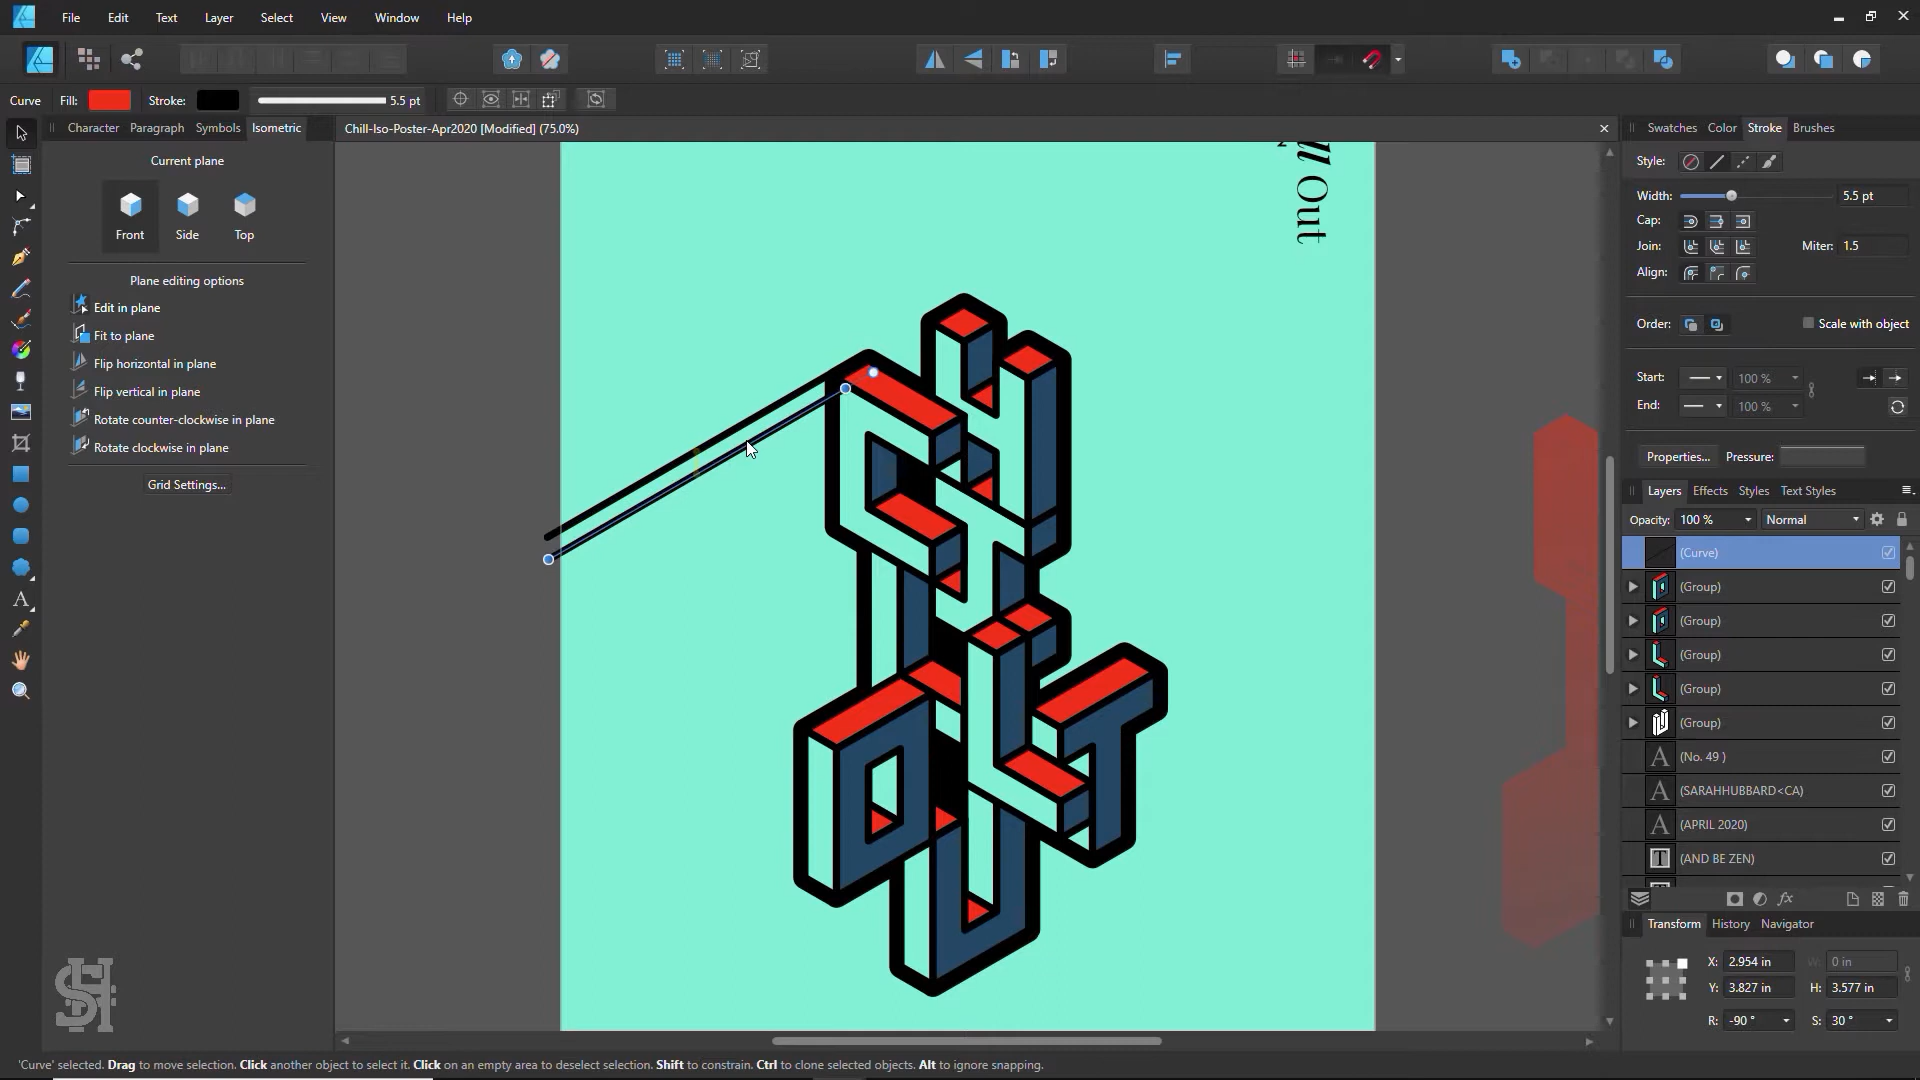 File Edit Text Layer Select View Window Help
Curve Fill: Stroke: 5.5 pt
Character Paragraph Symbols Isometric
Chill-Iso-Poster-Apr2020 [Modified] (75.0%)
Swatches Color Stroke Brushes
Current plane
Front Side Top
Plane editing options
Edit in plane
Fit to plane
Flip horizontal in plane
Flip vertical in plane
Rotate counter-clockwise in plane
Rotate clockwise in plane
Grid Settings...
Out
CHILL
OUT
Style:
Width: 5.5 pt
Cap:
Join: Miter: 1.5
Align:
Order: Scale with object
Start: 100 %
End: 100 %
Properties... Pressure:
Layers Effects Styles Text Styles
Opacity: 100 % Normal
(Curve)
(Group)
(Group)
(Group)
(Group)
(Group)
A (No. 49 )
A (SARAHHUBBARD<CA)
A (APRIL 2020)
T (AND BE ZEN)
fx
Transform History Navigator
X: 2.954 in W: 0 in
Y: 3.827 in H: 3.577 in
R: -90 ° S: 30 °
SH
'Curve' selected. Drag to move selection. Click another object to select it. Click on an empty area to deselect selection. Shift to constrain. Ctrl to clone selected objects. Alt to ignore snapping.